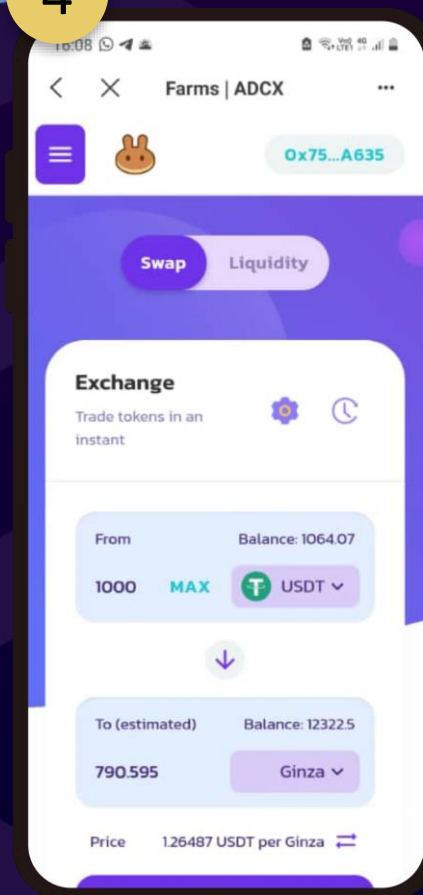 4
16:08
Farms | ADCX
0x75...A635
Swap Liquidity
Exchange
Trade tokens in an
instant
From Balance: 1064.07
1000 MAX USDT
To (estimated) Balance: 12322.5
790.595 Ginza
Price 1.26487 USDT per Ginza